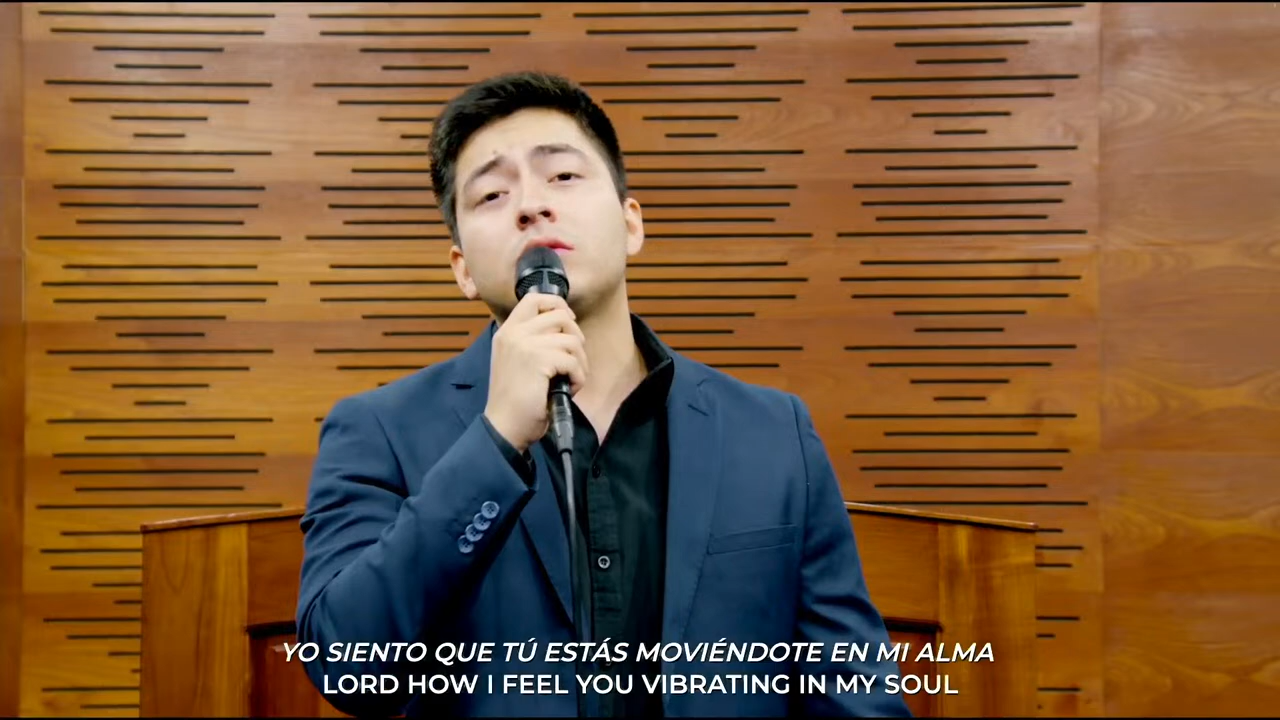 YO SIENTO QUE TÚ ESTÁS MOVIÉNDOTE EN MI ALMA
LORD HOW I FEEL YOU VIBRATING IN MY SOUL